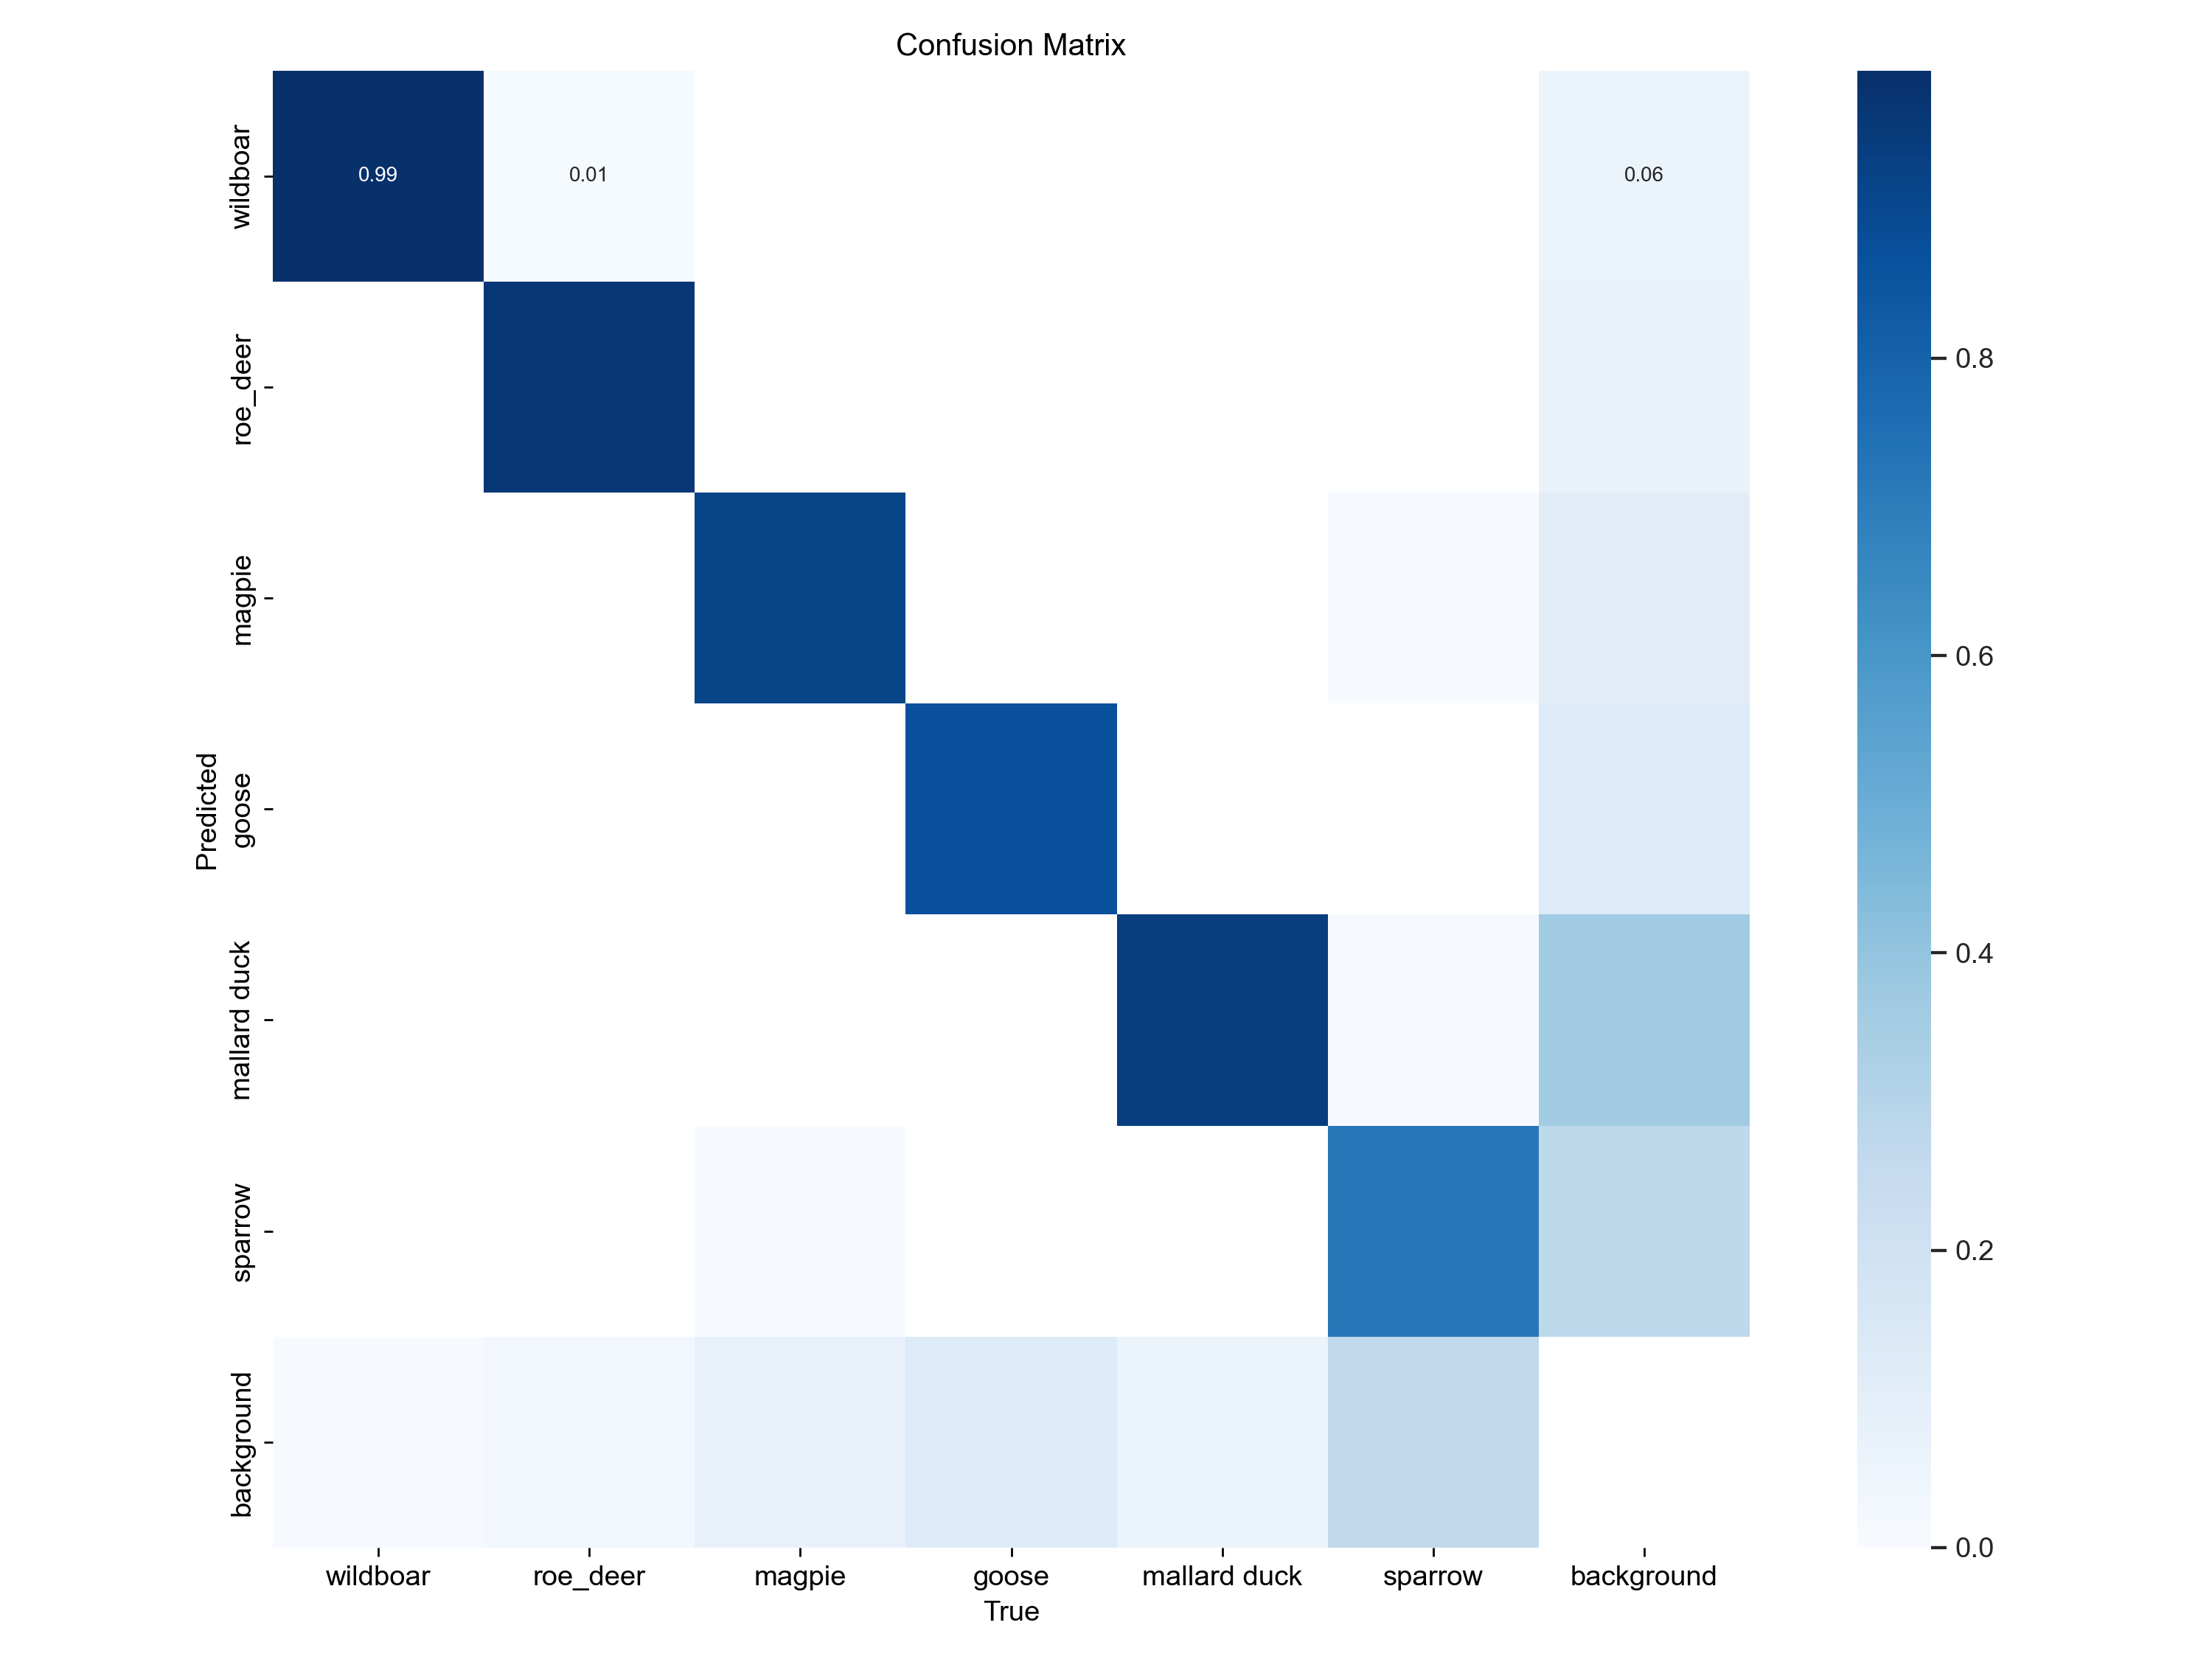 Confusion Matrix
Predicted
wildboar
roe_deer
magpie
goose
mallard duck
sparrow
background
0.99
0.01
0.06
0.8
0.6
0.4
0.2
0.0
wildboar
roe_deer
magpie
goose
mallard duck
sparrow
background
True